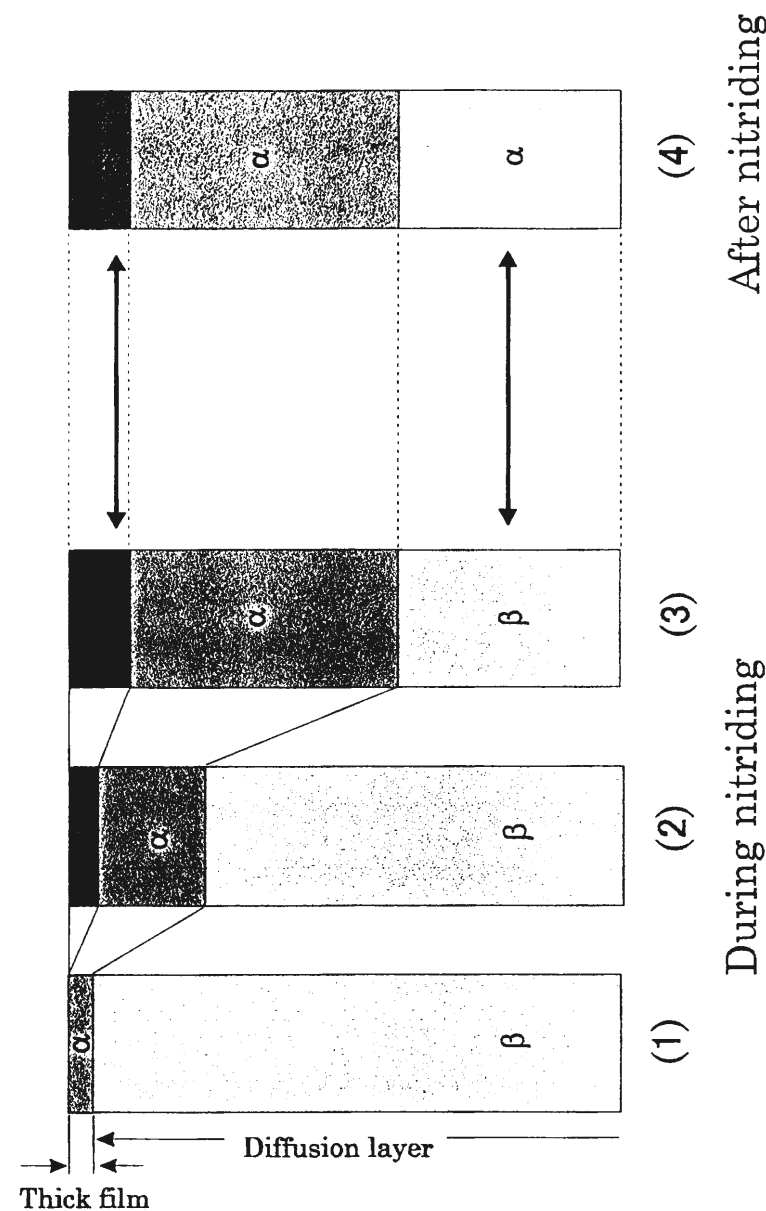 Thick film
Diffusion layer
α
β
(1)
α
β
(2)
α
β
(3)
α
α
(4)
During nitriding
After nitriding